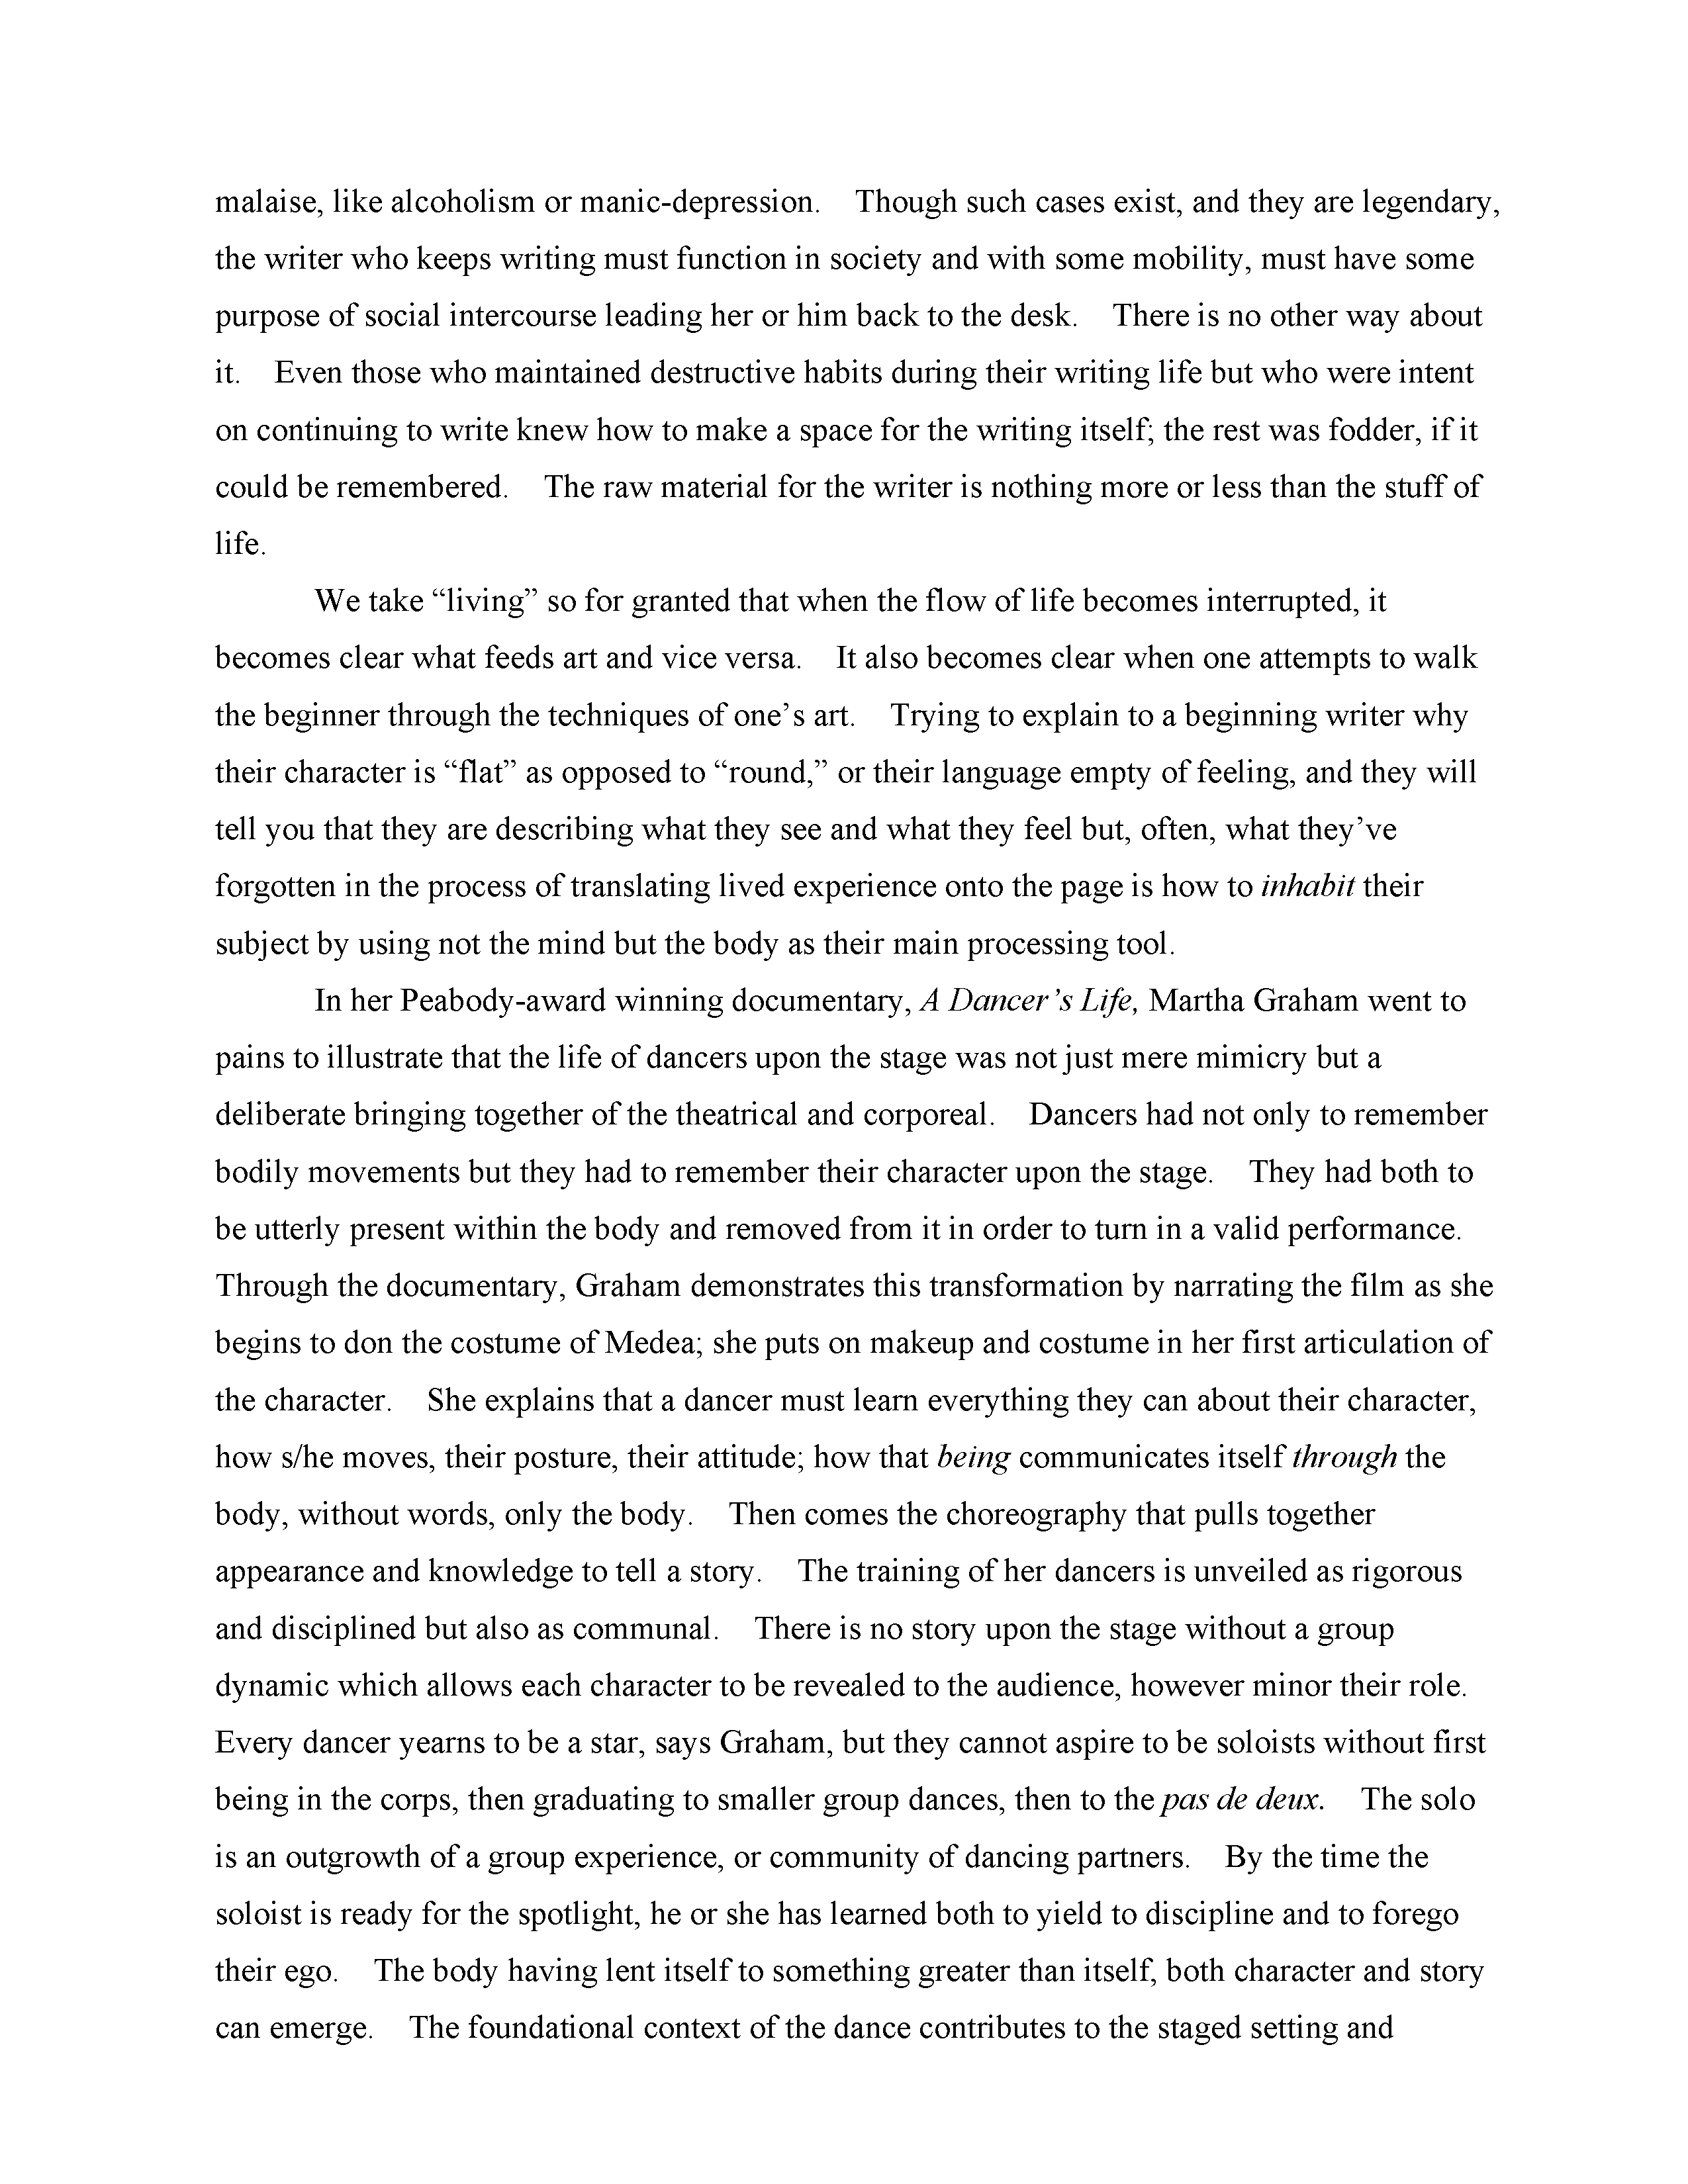 malaise, like alcoholism or manic-depression.   Though such cases exist, and they are legendary,
the writer who keeps writing must function in society and with some mobility, must have some
purpose of social intercourse leading her or him back to the desk.   There is no other way about
it.   Even those who maintained destructive habits during their writing life but who were intent
on continuing to write knew how to make a space for the writing itself; the rest was fodder, if it
could be remembered.   The raw material for the writer is nothing more or less than the stuff of
life.
We take “living” so for granted that when the flow of life becomes interrupted, it
becomes clear what feeds art and vice versa.   It also becomes clear when one attempts to walk
the beginner through the techniques of one’s art.   Trying to explain to a beginning writer why
their character is “flat” as opposed to “round,” or their language empty of feeling, and they will
tell you that they are describing what they see and what they feel but, often, what they’ve
forgotten in the process of translating lived experience onto the page is how to inhabit their
subject by using not the mind but the body as their main processing tool.
In her Peabody-award winning documentary, A Dancer’s Life, Martha Graham went to
pains to illustrate that the life of dancers upon the stage was not just mere mimicry but a
deliberate bringing together of the theatrical and corporeal.   Dancers had not only to remember
bodily movements but they had to remember their character upon the stage.   They had both to
be utterly present within the body and removed from it in order to turn in a valid performance.
Through the documentary, Graham demonstrates this transformation by narrating the film as she
begins to don the costume of Medea; she puts on makeup and costume in her first articulation of
the character.   She explains that a dancer must learn everything they can about their character,
how s/he moves, their posture, their attitude; how that being communicates itself through the
body, without words, only the body.   Then comes the choreography that pulls together
appearance and knowledge to tell a story.   The training of her dancers is unveiled as rigorous
and disciplined but also as communal.   There is no story upon the stage without a group
dynamic which allows each character to be revealed to the audience, however minor their role.
Every dancer yearns to be a star, says Graham, but they cannot aspire to be soloists without first
being in the corps, then graduating to smaller group dances, then to the pas de deux.   The solo
is an outgrowth of a group experience, or community of dancing partners.   By the time the
soloist is ready for the spotlight, he or she has learned both to yield to discipline and to forego
their ego.   The body having lent itself to something greater than itself, both character and story
can emerge.   The foundational context of the dance contributes to the staged setting and